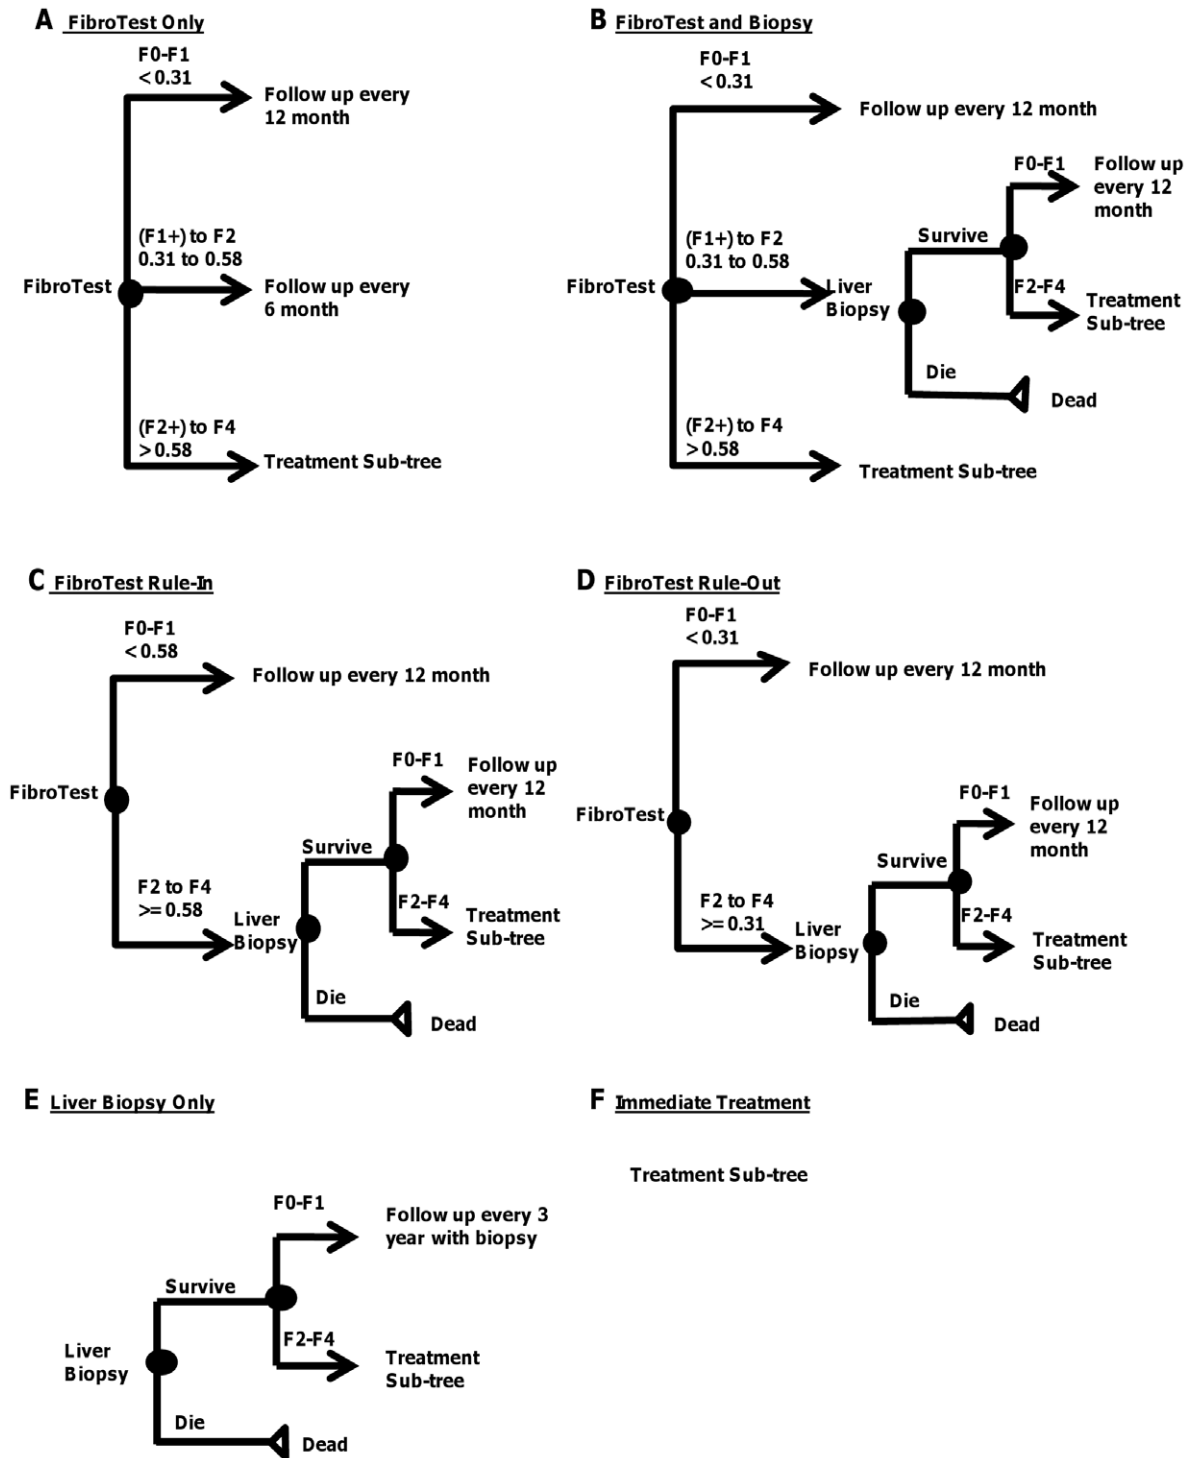 A FibroTest Only
F0-F1
< 0.31
Follow up every
12 month
(F1+) to F2
0.31 to 0.58
FibroTest
Follow up every
6 month
(F2+) to F4
> 0.58
Treatment Sub-tree
B FibroTest and Biopsy
F0-F1
< 0.31
Follow up every 12 month
F0-F1
Follow up
every 12
month
(F1+) to F2
0.31 to 0.58
Survive
FibroTest
Liver
Biopsy
F2-F4
Treatment
Sub-tree
Die
Dead
(F2+) to F4
> 0.58
Treatment Sub-tree
C FibroTest Rule-In
F0-F1
< 0.58
Follow up every 12 month
F0-F1
Follow up
every 12
month
FibroTest
Survive
F2 to F4
>= 0.58
Liver
Biopsy
F2-F4
Treatment
Sub-tree
Die
Dead
D FibroTest Rule-Out
F0-F1
< 0.31
Follow up every 12 month
F0-F1
Follow up
every 12
month
FibroTest
Survive
F2 to F4
>= 0.31
Liver
Biopsy
F2-F4
Treatment
Sub-tree
Die
Dead
E Liver Biopsy Only
F0-F1
Follow up every 3
year with biopsy
Survive
Liver
Biopsy
F2-F4
Treatment
Sub-tree
Die
Dead
F Immediate Treatment
Treatment Sub-tree